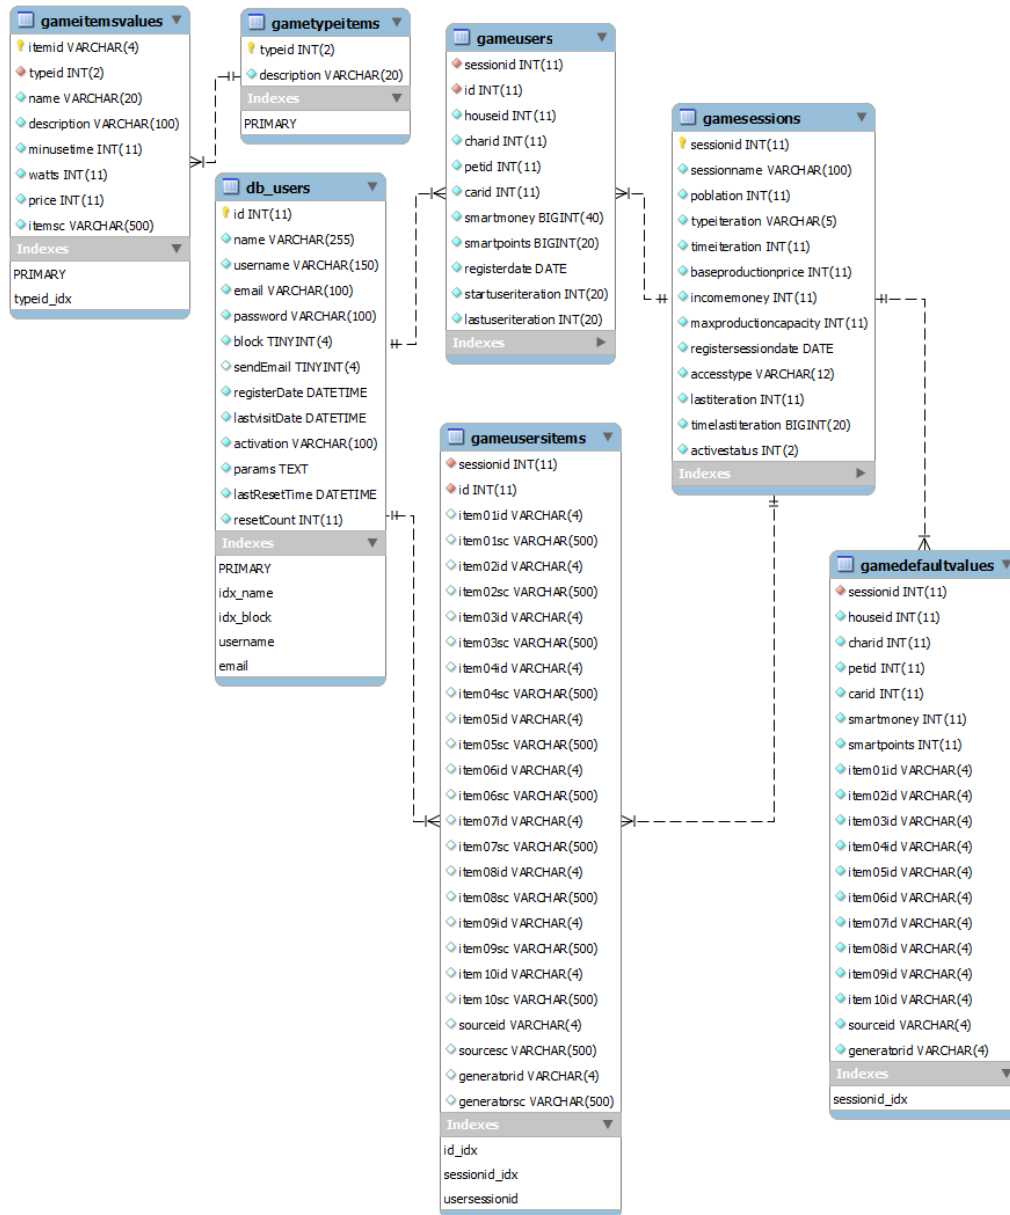 gameitemsvalues
itemid VARCHAR(4)
typeid INT(2)
name VARCHAR(20)
description VARCHAR(100)
minusetime INT(11)
watts INT(11)
price INT(11)
itemsc VARCHAR(500)
Indexes
PRIMARY
typeid_idx
gametypeitems
typeid INT(2)
description VARCHAR(20)
Indexes
PRIMARY
db_users
id INT(11)
name VARCHAR(255)
username VARCHAR(150)
email VARCHAR(100)
password VARCHAR(100)
block TINYINT(4)
sendEmail TINYINT(4)
registerDate DATETIME
lastvisitDate DATETIME
activation VARCHAR(100)
params TEXT
lastResetTime DATETIME
resetCount INT(11)
Indexes
PRIMARY
idx_name
idx_block
username
email
gameusers
sessionid INT(11)
id INT(11)
houseid INT(11)
charid INT(11)
petid INT(11)
carid INT(11)
smartmoney BIGINT(40)
smartpoints BIGINT(20)
registerdate DATE
startuseriteration INT(20)
lastuseriteration INT(20)
Indexes
gameusersitems
sessionid INT(11)
id INT(11)
item01id VARCHAR(4)
item01sc VARCHAR(500)
item02id VARCHAR(4)
item02sc VARCHAR(500)
item03id VARCHAR(4)
item03sc VARCHAR(500)
item04id VARCHAR(4)
item04sc VARCHAR(500)
item05id VARCHAR(4)
item05sc VARCHAR(500)
item06id VARCHAR(4)
item06sc VARCHAR(500)
item07id VARCHAR(4)
item07sc VARCHAR(500)
item08id VARCHAR(4)
item08sc VARCHAR(500)
item09id VARCHAR(4)
item09sc VARCHAR(500)
item10id VARCHAR(4)
item10sc VARCHAR(500)
sourceid VARCHAR(4)
sourcesc VARCHAR(500)
generatorid VARCHAR(4)
generatorsc VARCHAR(500)
Indexes
id_idx
sessionid_idx
usersessionid
gamesessions
sessionid INT(11)
sessionname VARCHAR(100)
poblation INT(11)
typeiteration VARCHAR(5)
timeiteration INT(11)
baseproductionprice INT(11)
incomemoney INT(11)
maxproductioncapacity INT(11)
registersessiondate DATE
accesstype VARCHAR(12)
lastiteration INT(11)
timelastiteration BIGINT(20)
activestatus INT(2)
Indexes
gamedefaultvalues
sessionid INT(11)
houseid INT(11)
charid INT(11)
petid INT(11)
carid INT(11)
smartmoney INT(11)
smartpoints INT(11)
item01id VARCHAR(4)
item02id VARCHAR(4)
item03id VARCHAR(4)
item04id VARCHAR(4)
item05id VARCHAR(4)
item06id VARCHAR(4)
item07id VARCHAR(4)
item08id VARCHAR(4)
item09id VARCHAR(4)
item10id VARCHAR(4)
sourceid VARCHAR(4)
generatorid VARCHAR(4)
Indexes
sessionid_idx